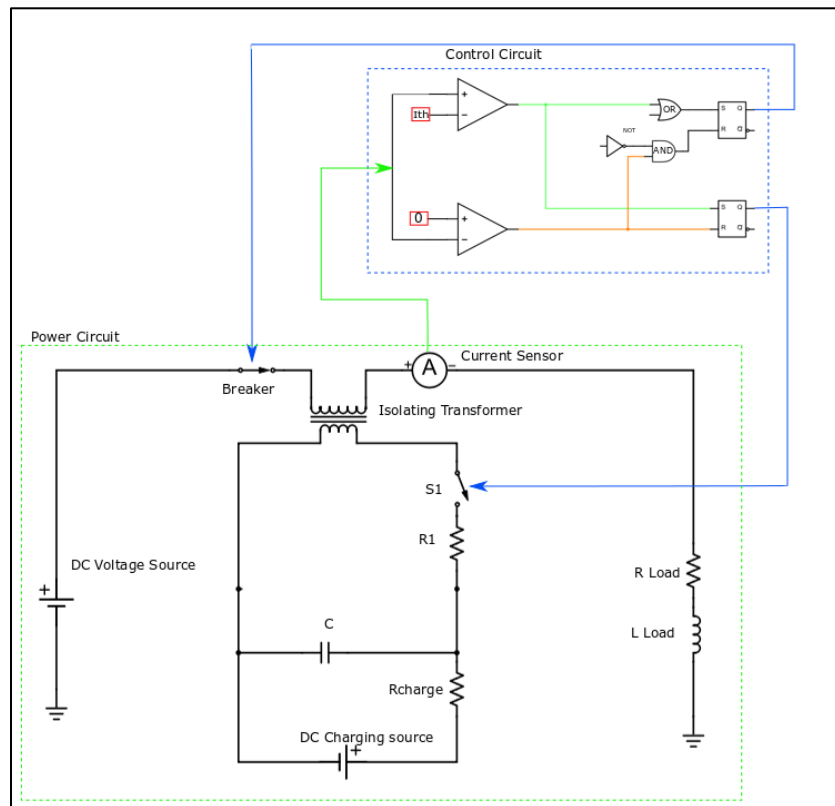 Control Circuit
+
Ith
−
OR
S Q
R Q
NOT
AND
0
+
−
S Q
R Q
Power Circuit
+ A −
Current Sensor
Breaker
Isolating Transformer
S1
R1
DC Voltage Source
+
R Load
L Load
C
Rcharge
DC Charging source
+